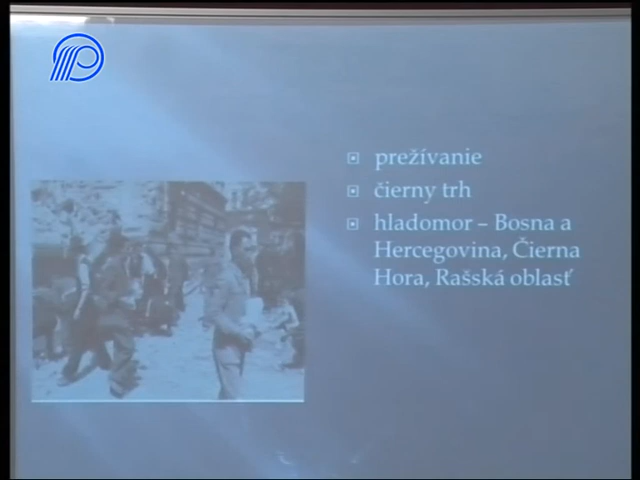 prežívanie
čierny trh
hladomor – Bosna a
Hercegovina, Čierna
Hora, Rašská oblasť